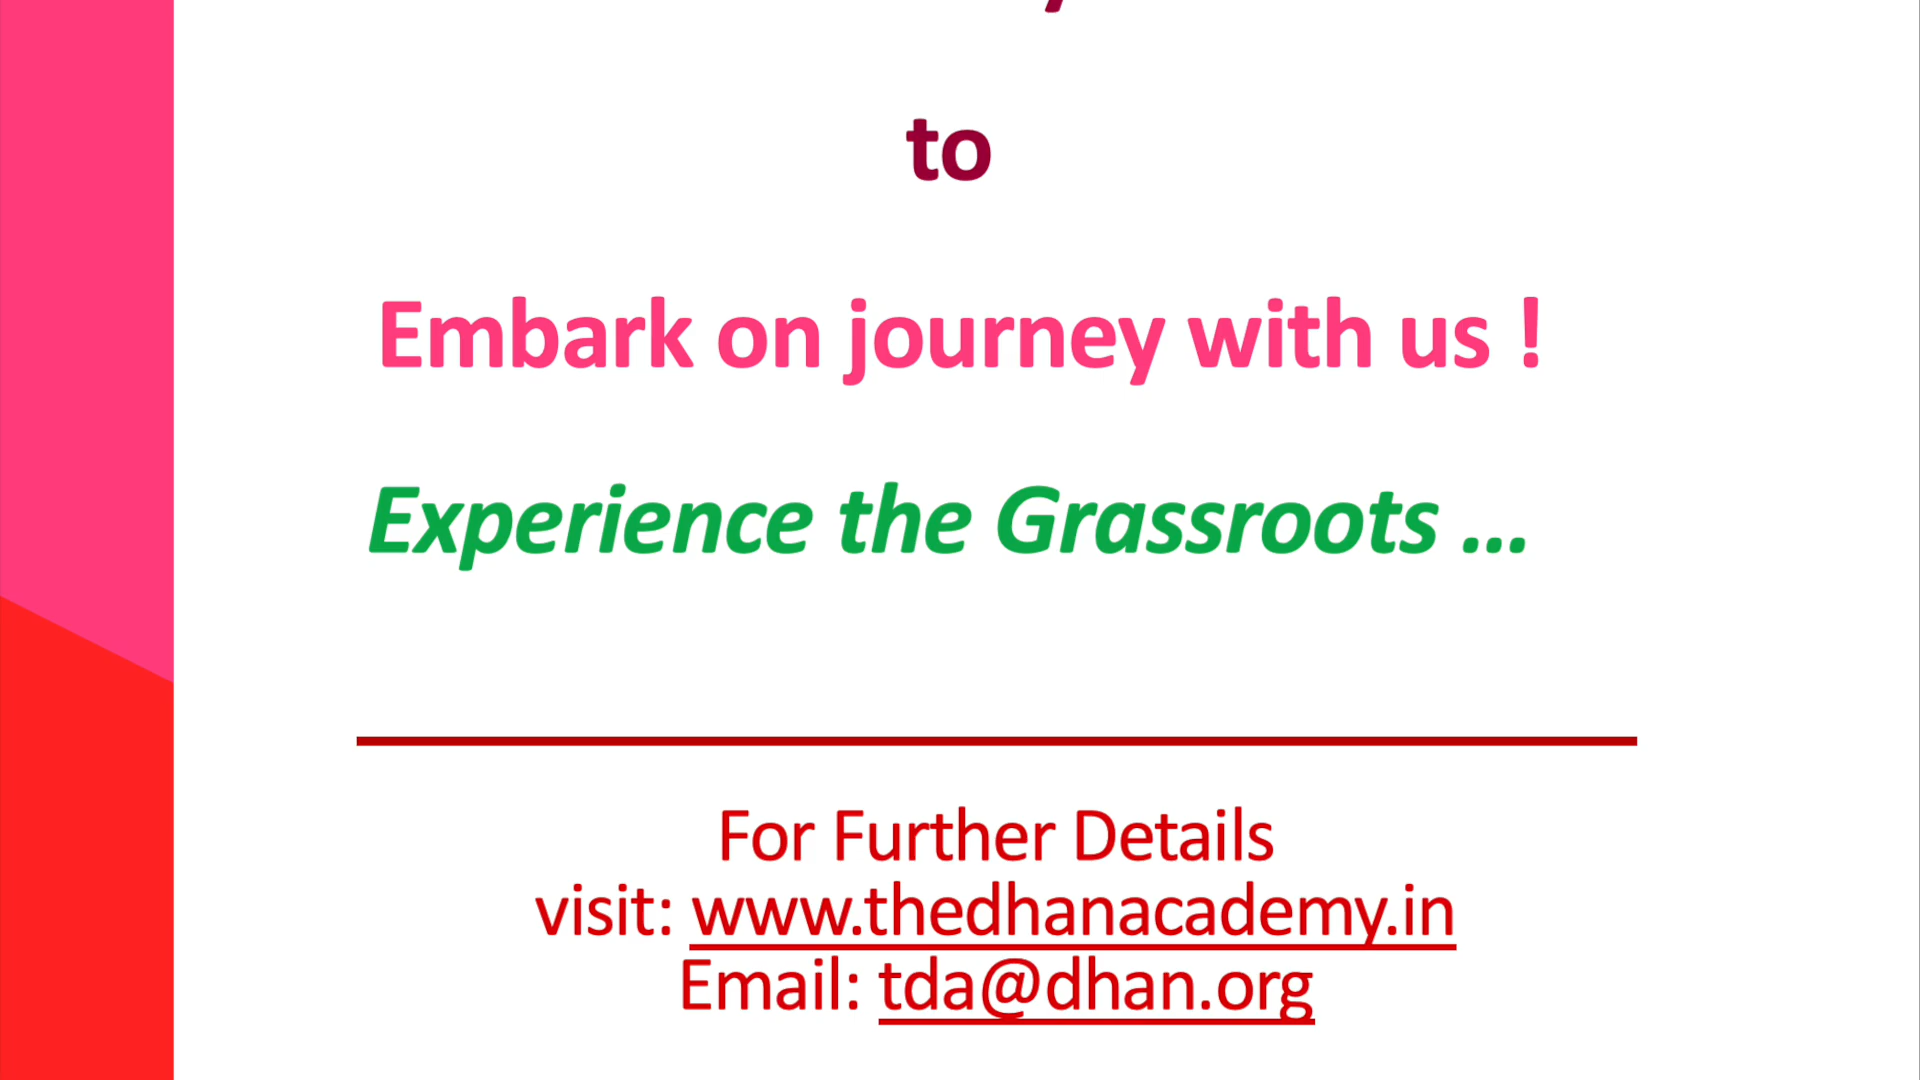 to
Embark on journey with us !
Experience the Grassroots ...
For Further Details
visit: www.thedhanacademy.in
Email: tda@dhan.org